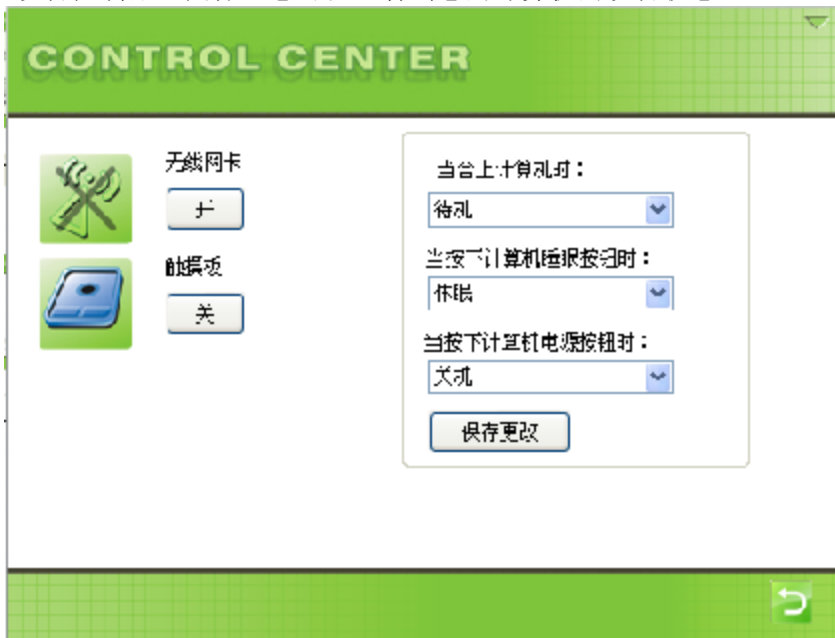 CONTROL CENTER
无线网卡
开
触摸板
关
当合上计算机时：
待机
当按下计算机睡眠按钮时：
休眠
当按下计算机电源按钮时：
关机
保存更改